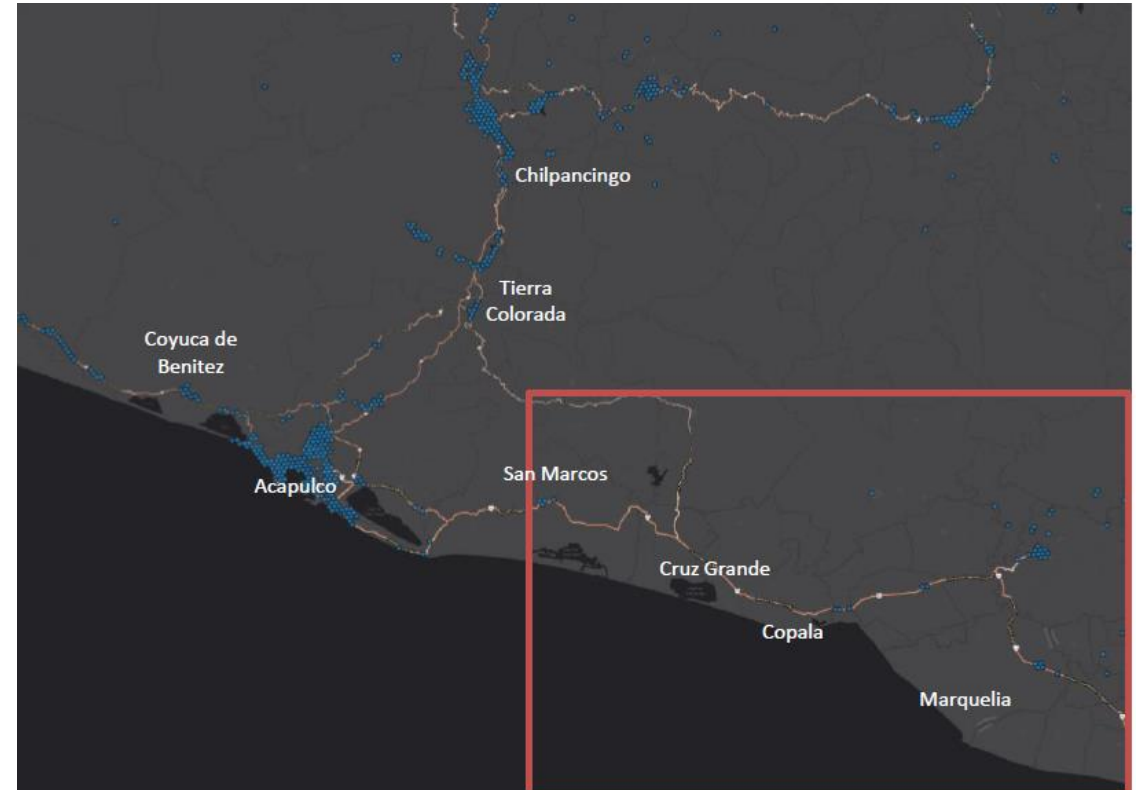 Chilpancingo
Tierra
Colorada
Coyuca de
Benitez
San Marcos
Acapulco
Cruz Grande
Copala
Marquelia